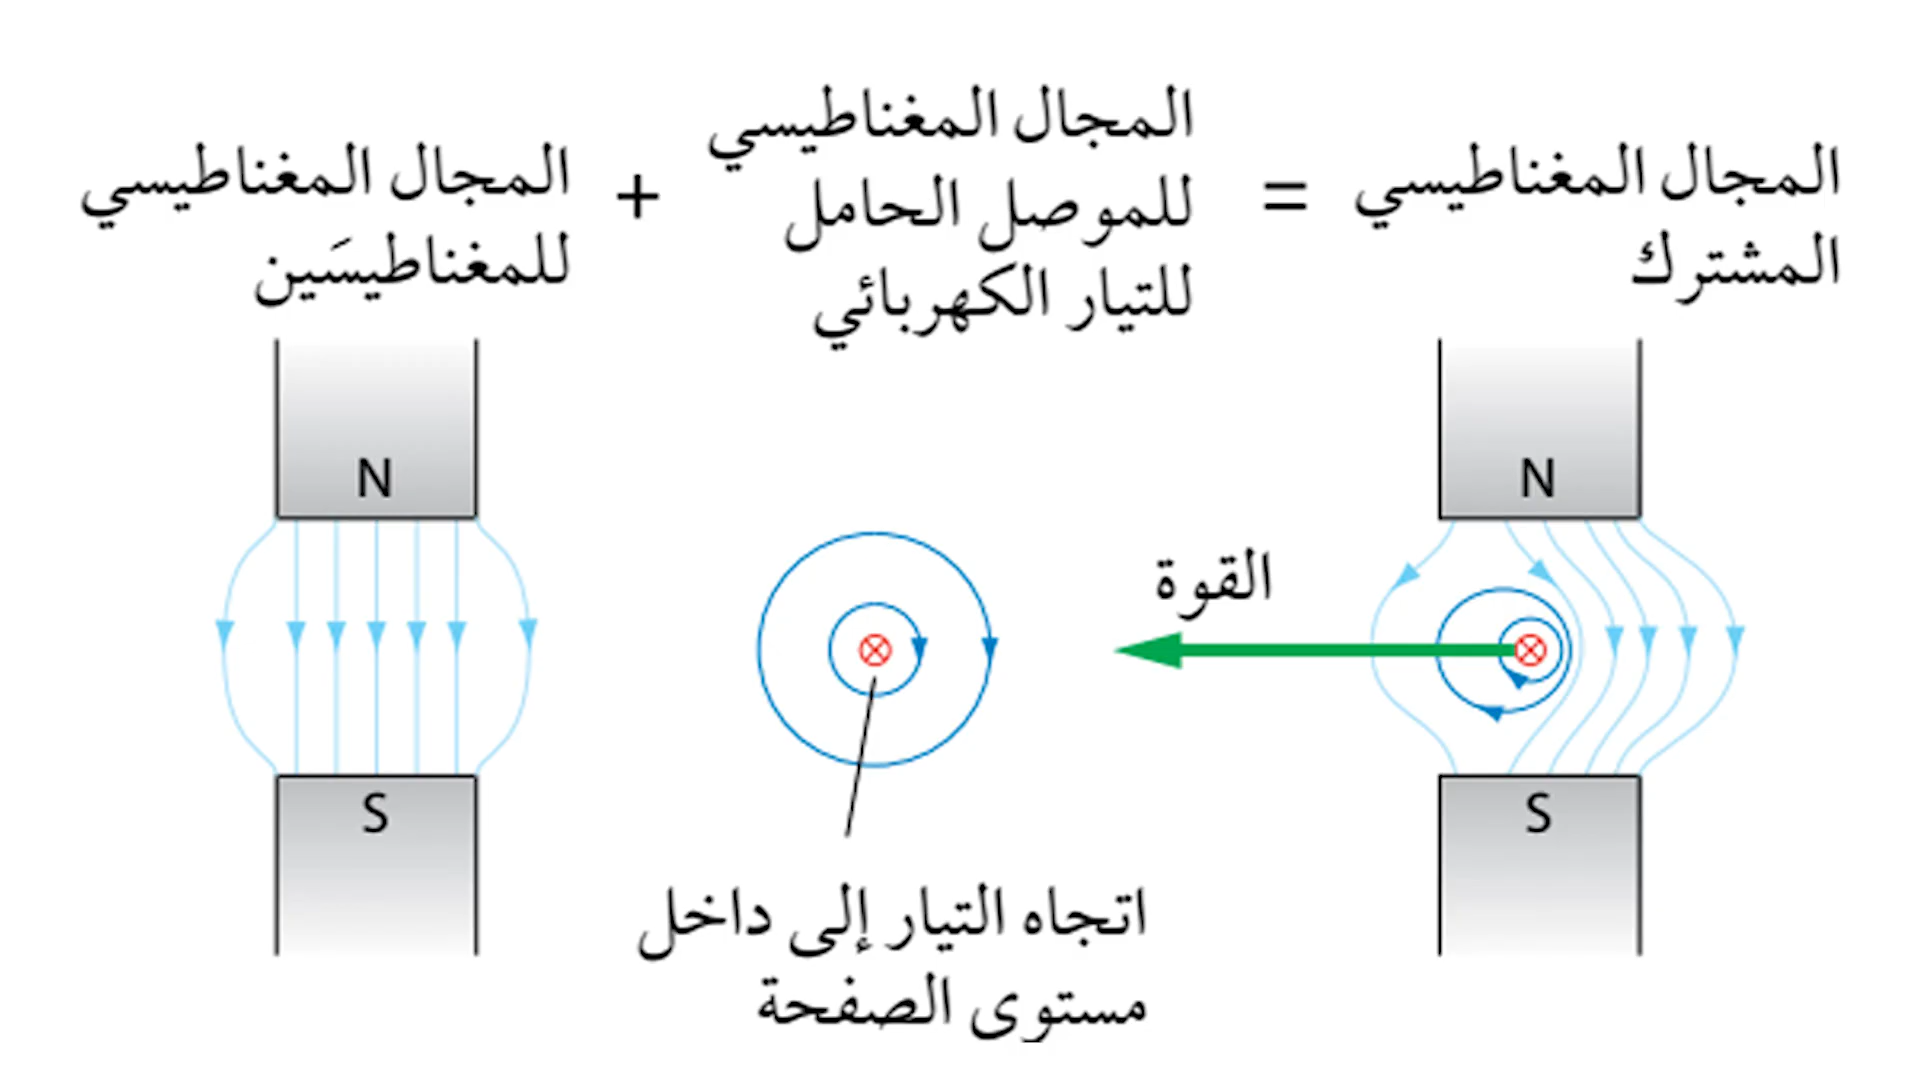 المجال المغناطيسي
للمغناطيسَين
+
المجال المغناطيسي
للموصل الحامل
للتيار الكهربائي
=
المجال المغناطيسي
المشترك
N
S
اتجاه التيار إلى داخل
مستوى الصفحة
القوة
N
S